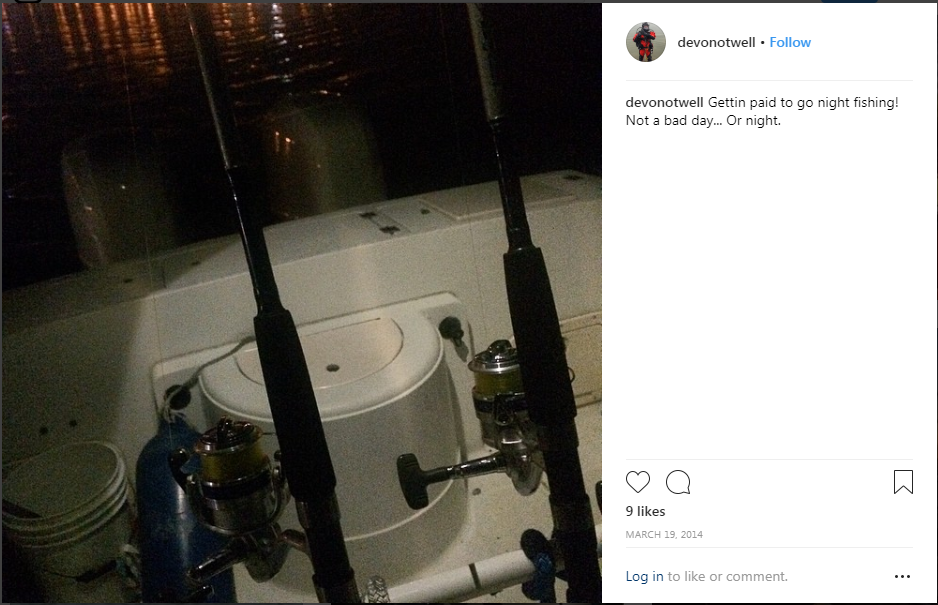 devonotwell • Follow
devonotwell Gettin paid to go night fishing!
Not a bad day... Or night.
9 likes
MARCH 19, 2014
Log in to like or comment.